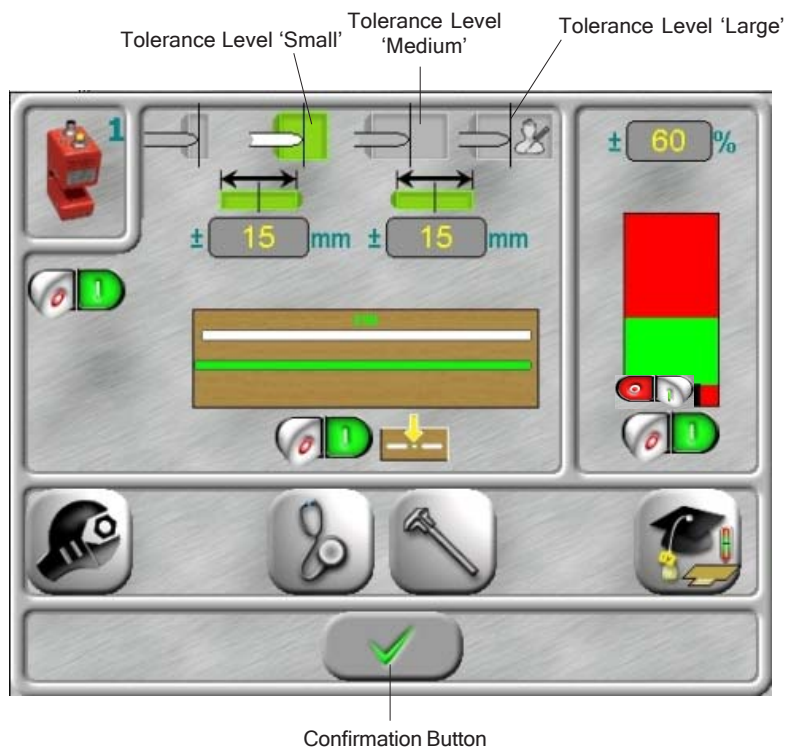 Tolerance Level ‘Small’
Tolerance Level
‘Medium’
Tolerance Level ‘Large’
1
± 60 %
± 15 mm ± 15 mm
Confirmation Button